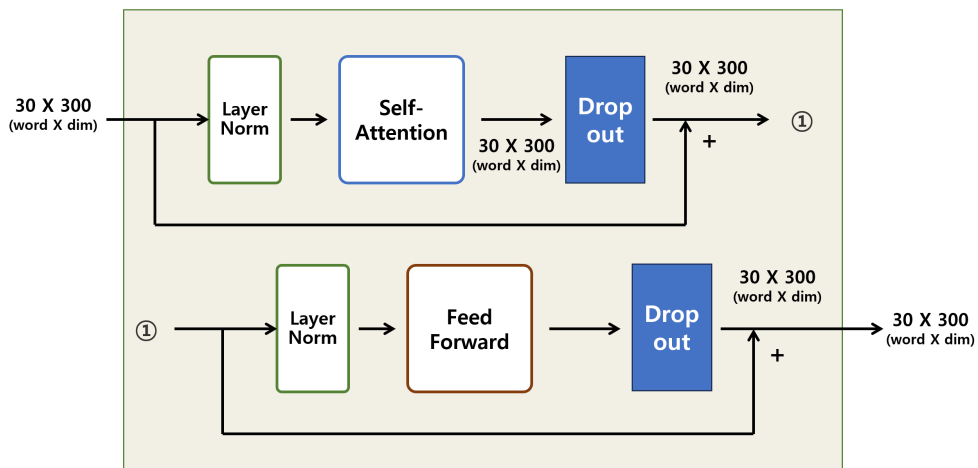 30 X 300
(word X dim)
Layer
Norm
Self-
Attention
30 X 300
(word X dim)
Drop
out
30 X 300
(word X dim)
+
①
①
Layer
Norm
Feed
Forward
Drop
out
30 X 300
(word X dim)
+
30 X 300
(word X dim)